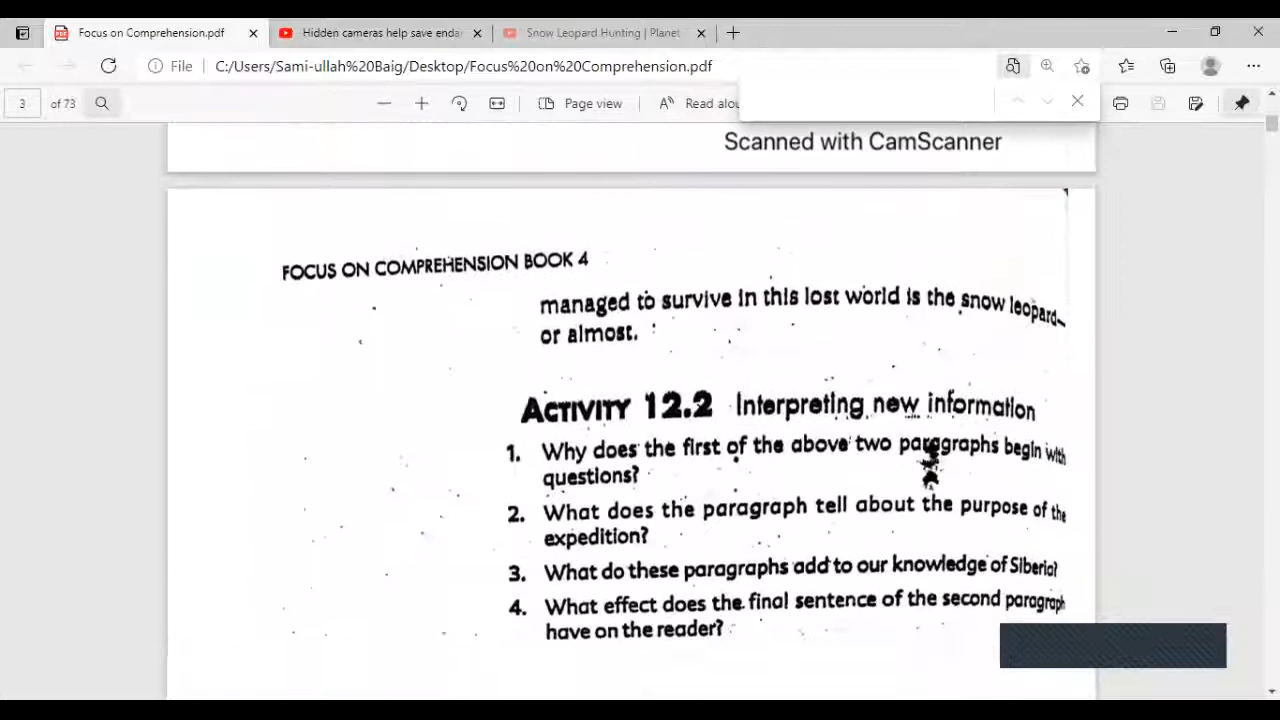 Focus on Comprehension.pdf
Hidden cameras help save enda
Snow Leopard Hunting | Planet
File C:/Users/Sami-ullah%20Baig/Desktop/Focus%20on%20Comprehension.pdf
3 of 73
Page view
Read alou
Scanned with CamScanner
FOCUS ON COMPREHENSION BOOK 4
managed to survive in this lost world is the snow leopard–
or almost.
ACTIVITY 12.2 Interpreting new information
1. Why does the first of the above two paragraphs begin with
questions?
2. What does the paragraph tell about the purpose of the
expedition?
3. What do these paragraphs add to our knowledge of Siberia?
4. What effect does the final sentence of the second paragraph
have on the reader?